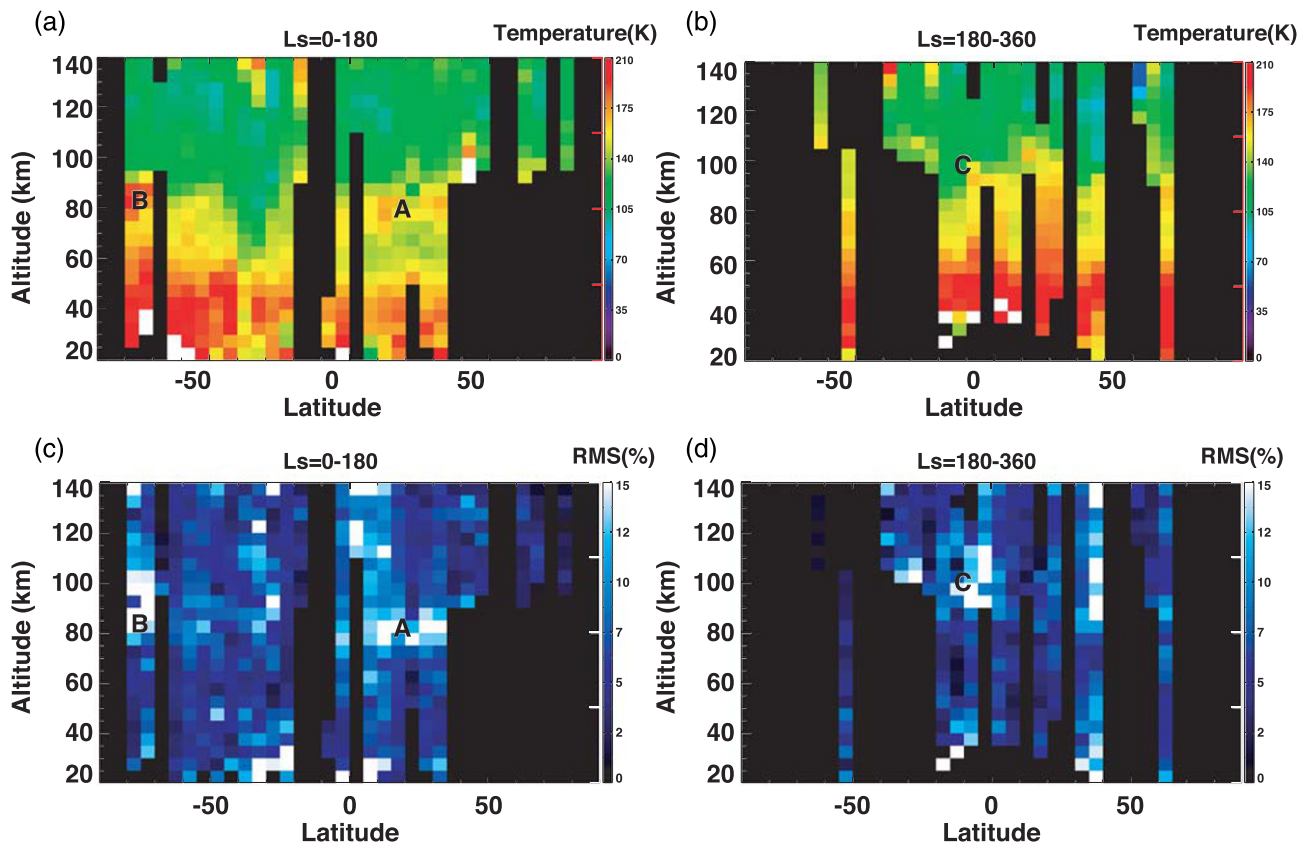 (a)
Ls=0-180
Temperature(K)
140
120
100
80
60
40
20
Altitude (km)
B
A
-50
0
50
Latitude
210
175
140
105
70
35
0
(b)
Ls=180-360
Temperature(K)
140
120
100
80
60
40
20
Altitude (km)
C
-50
0
50
Latitude
210
175
140
105
70
35
0
(c)
Ls=0-180
RMS(%)
140
120
100
80
60
40
20
Altitude (km)
B
A
-50
0
50
Latitude
15
12
10
7
5
2
0
(d)
Ls=180-360
RMS(%)
140
120
100
80
60
40
20
Altitude (km)
C
-50
0
50
Latitude
15
12
10
7
5
2
0